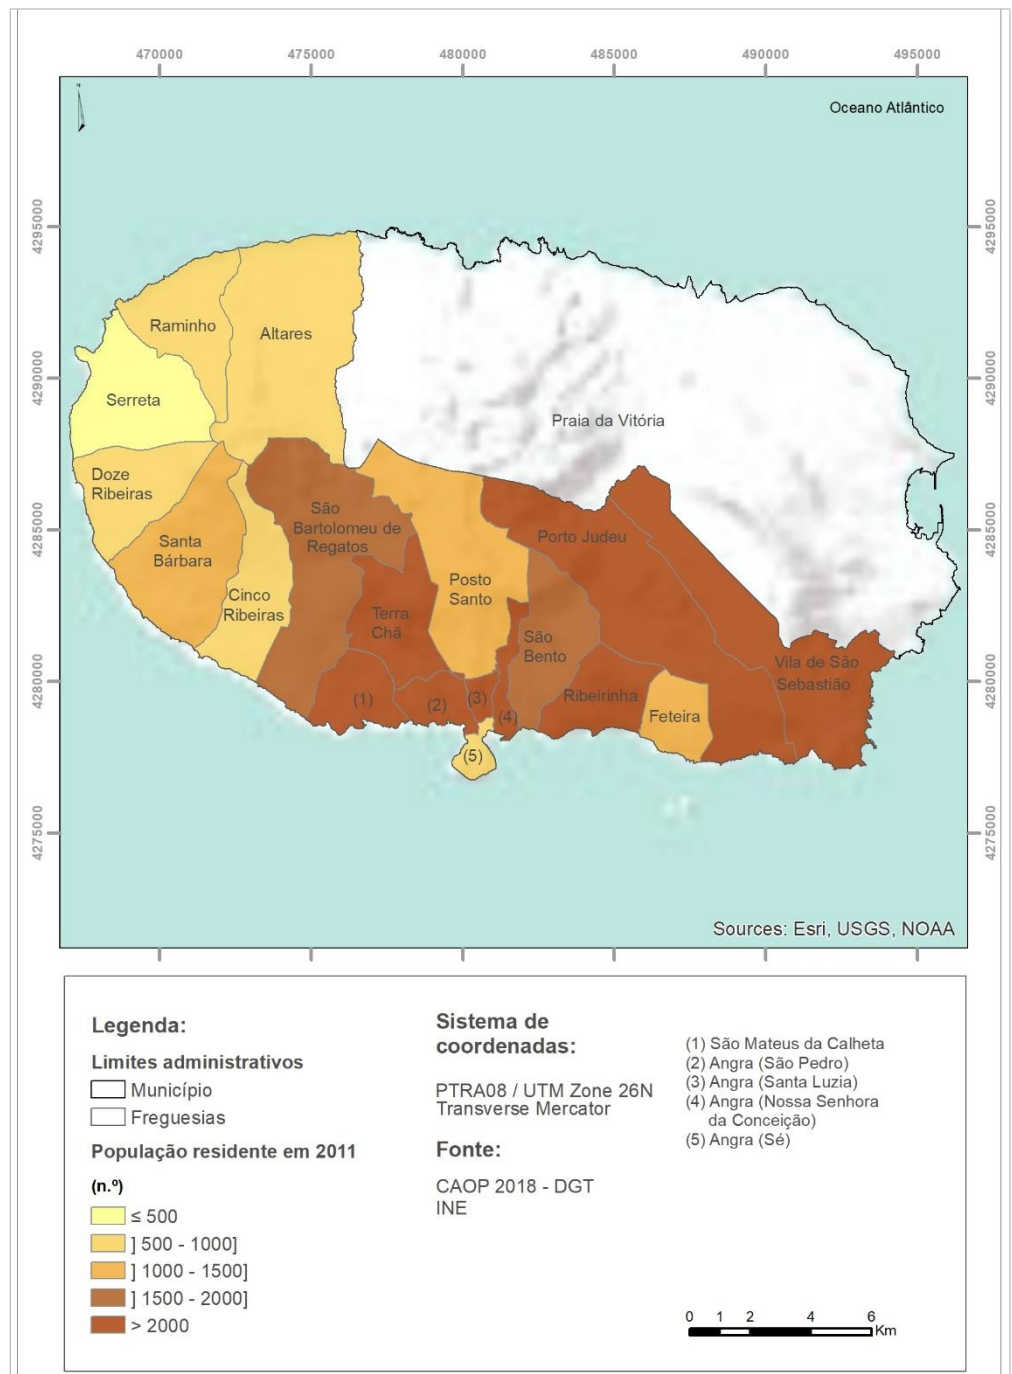 470000 475000 480000 485000 490000 495000
N
Oceano Atlântico
4295000 4295000
Raminho
Altares
4290000 4290000
Serreta
Praia da Vitória
Doze
Ribeiras
São
Bartolomeu de
Regatos
4285000 4285000
Porto Judeu
Santa
Bárbara
Posto
Santo
Cinco
Ribeiras
Terra
Chã
São
Bento
Vila de São
Sebastião
4280000 4280000
Ribeirinha
(1)
(2)
(3)
(4)
Feteira
(5)
4275000 4275000
Sources: Esri, USGS, NOAA
Legenda:
Limites administrativos
Município
Freguesias
População residente em 2011
(n.º)
≤ 500
] 500 - 1000]
] 1000 - 1500]
] 1500 - 2000]
> 2000
Sistema de
coordenadas:
PTRA08 / UTM Zone 26N
Transverse Mercator
Fonte:
CAOP 2018 - DGT
INE
(1) São Mateus da Calheta
(2) Angra (São Pedro)
(3) Angra (Santa Luzia)
(4) Angra (Nossa Senhora
da Conceição)
(5) Angra (Sé)
0 1 2 4 6
Km